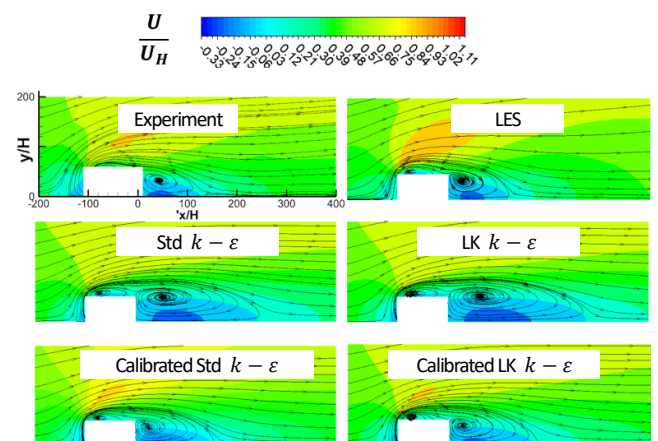 U
U_H
-0.33 -0.24 -0.15 -0.06 0.03 0.12 0.21 0.30 0.39 0.48 0.57 0.66 0.75 0.84 0.93 1.02 1.11
200
y/H
0
Experiment
LES
-200 -100 0 100 200 300 400
'x/H
Std k − ε
LK k − ε
Calibrated Std k − ε
Calibrated LK k − ε